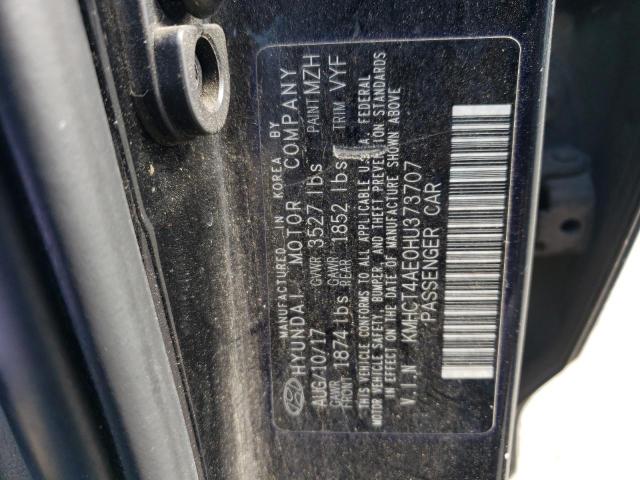 MANUFACTURED IN KOREA BY
HYUNDAI MOTOR COMPANY
AUG/10/17 GVWR 3527 lbs PAINT MZH
GAWR FRONT 1874 lbs GAWR REAR 1852 lbs TRIM VYF
THIS VEHICLE CONFORMS TO ALL APPLICABLE U.S.A FEDERAL
MOTOR VEHICLE SAFETY, BUMPER, AND THEFT PREVENTION STANDARDS
IN EFFECT ON THE DATE OF MANUFACTURE SHOWN ABOVE
V.I.N KMHCT4AE0HU373707
PASSENGER CAR